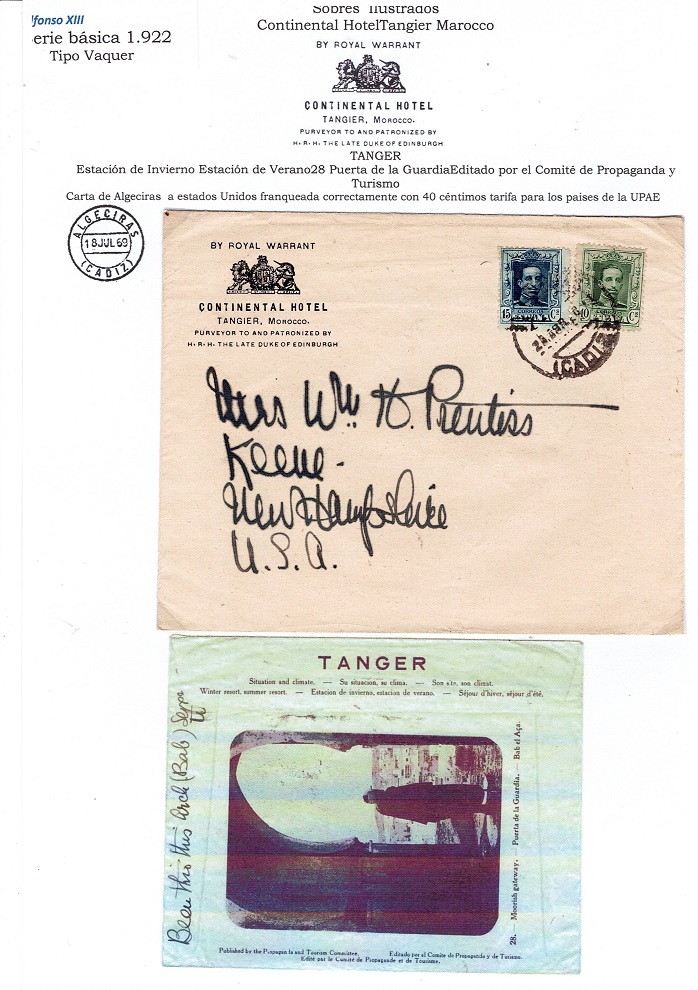 Sobres Ilustrados
lfonso XIII
Continental HotelTangier Marocco
erie básica 1.922
Tipo Vaquer
BY ROYAL WARRANT
CONTINENTAL HOTEL
TANGIER, MOROCCO.
PURVEYOR TO AND PATRONIZED BY
H.R.H. THE LATE DUKE OF EDINBURGH
TANGER
Estación de Invierno Estación de Verano28 Puerta de la GuardiaEditado por el Comité de Propaganda y
Turismo
Carta de Algeciras a estados Unidos franqueada correctamente con 40 céntimos tarifa para los paises de la UPAE
ALGECIRAS
18 JUL 69
(CADIZ)
BY ROYAL WARRANT
CONTINENTAL HOTEL
TANGIER, MOROCCO.
PURVEYOR TO AND PATRONIZED BY
H.R.H. THE LATE DUKE OF EDINBURGH
15 Cs
40 Cs
(CADIZ)
Mrs Wm H. Prentiss
Keene -
New Hampshire
U.S.A.
TANGER
Situation and climate. — Su situacion, su clima. — Son site, son climat.
Winter resort, summer resort. — Estacion de invierno, estacion de verano. — Séjour d'hiver, séjour d'été.
Been thro this Arch (Bab)
28. Moorish gateway. Puerta de la Guardia. Bab el Aça.
Published by the Propaganda and Tourism Committee. Editado por el Comite de Propaganda y de Turismo.
Edité par le Comité de Propagande et de Tourisme.